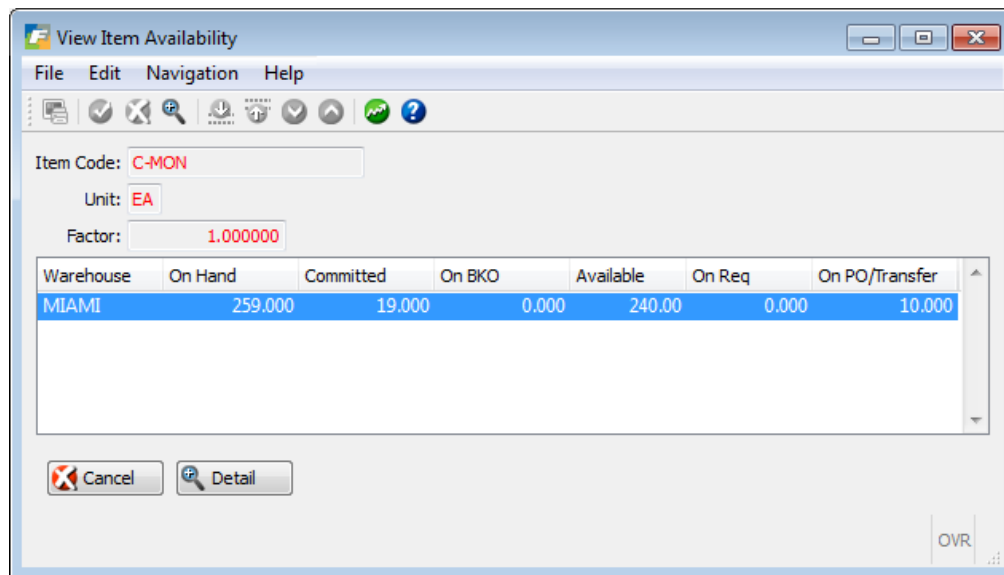 View Item Availability
File Edit Navigation Help
Item Code: C-MON
Unit: EA
Factor: 1.000000
Warehouse On Hand Committed On BKO Available On Req On PO/Transfer
MIAMI 259.000 19.000 0.000 240.00 0.000 10.000
Cancel Detail
OVR